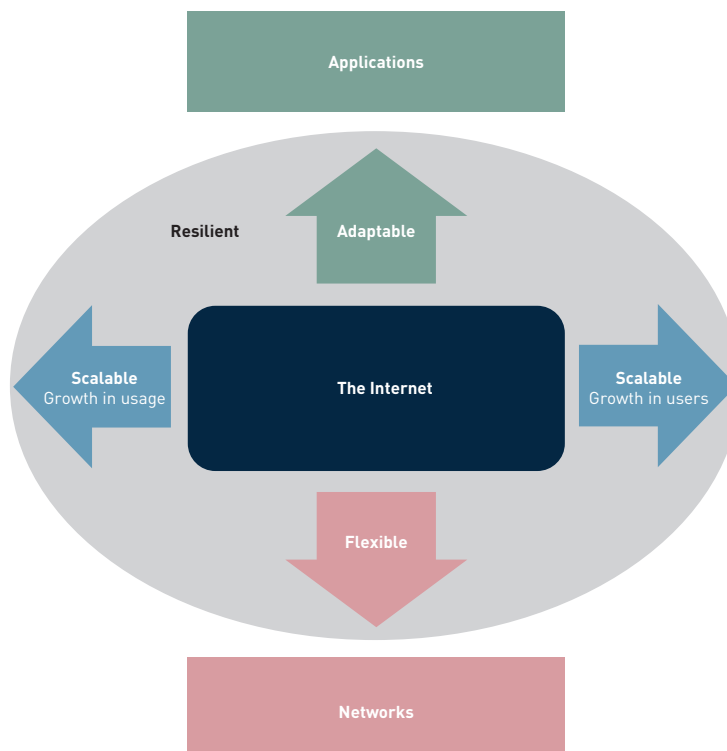 Applications
Resilient
Adaptable
Scalable
Growth in usage
The Internet
Scalable
Growth in users
Flexible
Networks